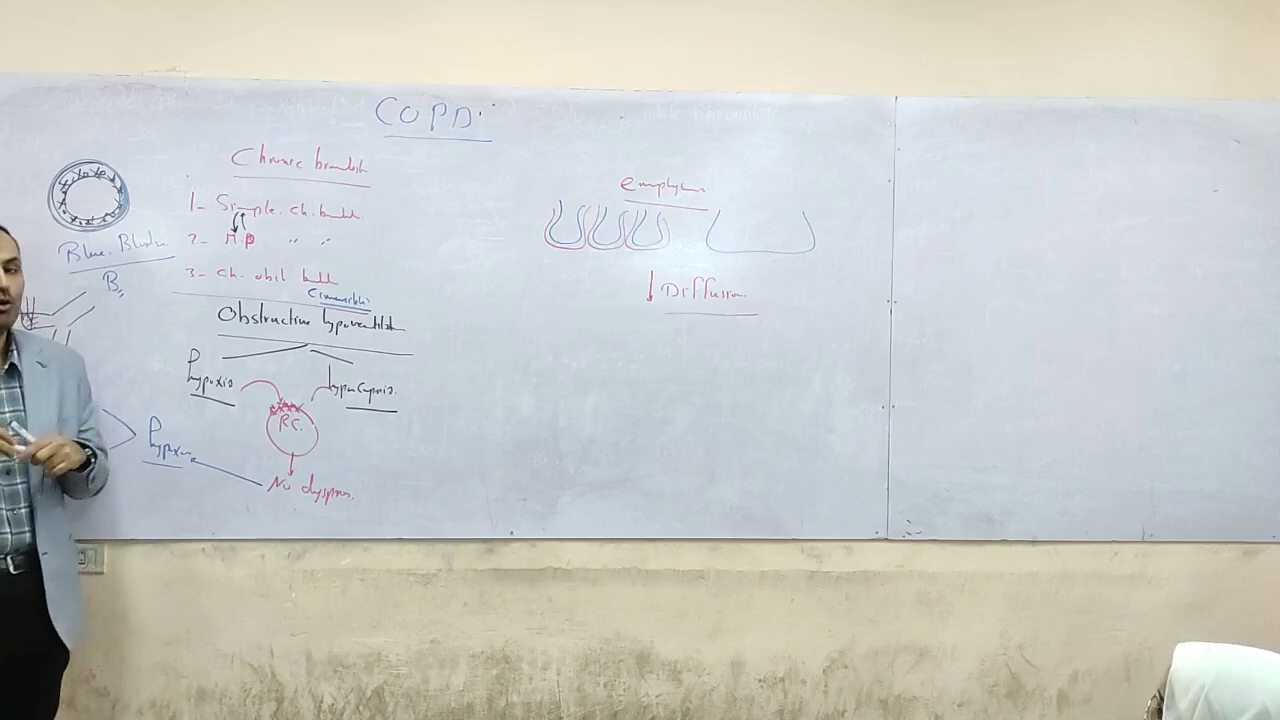 COPD:
Chronic bronchitis
1- Simple. ch. bronchitis
2- M.P " "
3- ch. obst. bronchitis
Blue Bloater
B
Obstructive hypoventilation
hypoxia
hypercapnia.
R.C.
No dyspnea.
hypoxia
emphysema
↓ Diffusion.